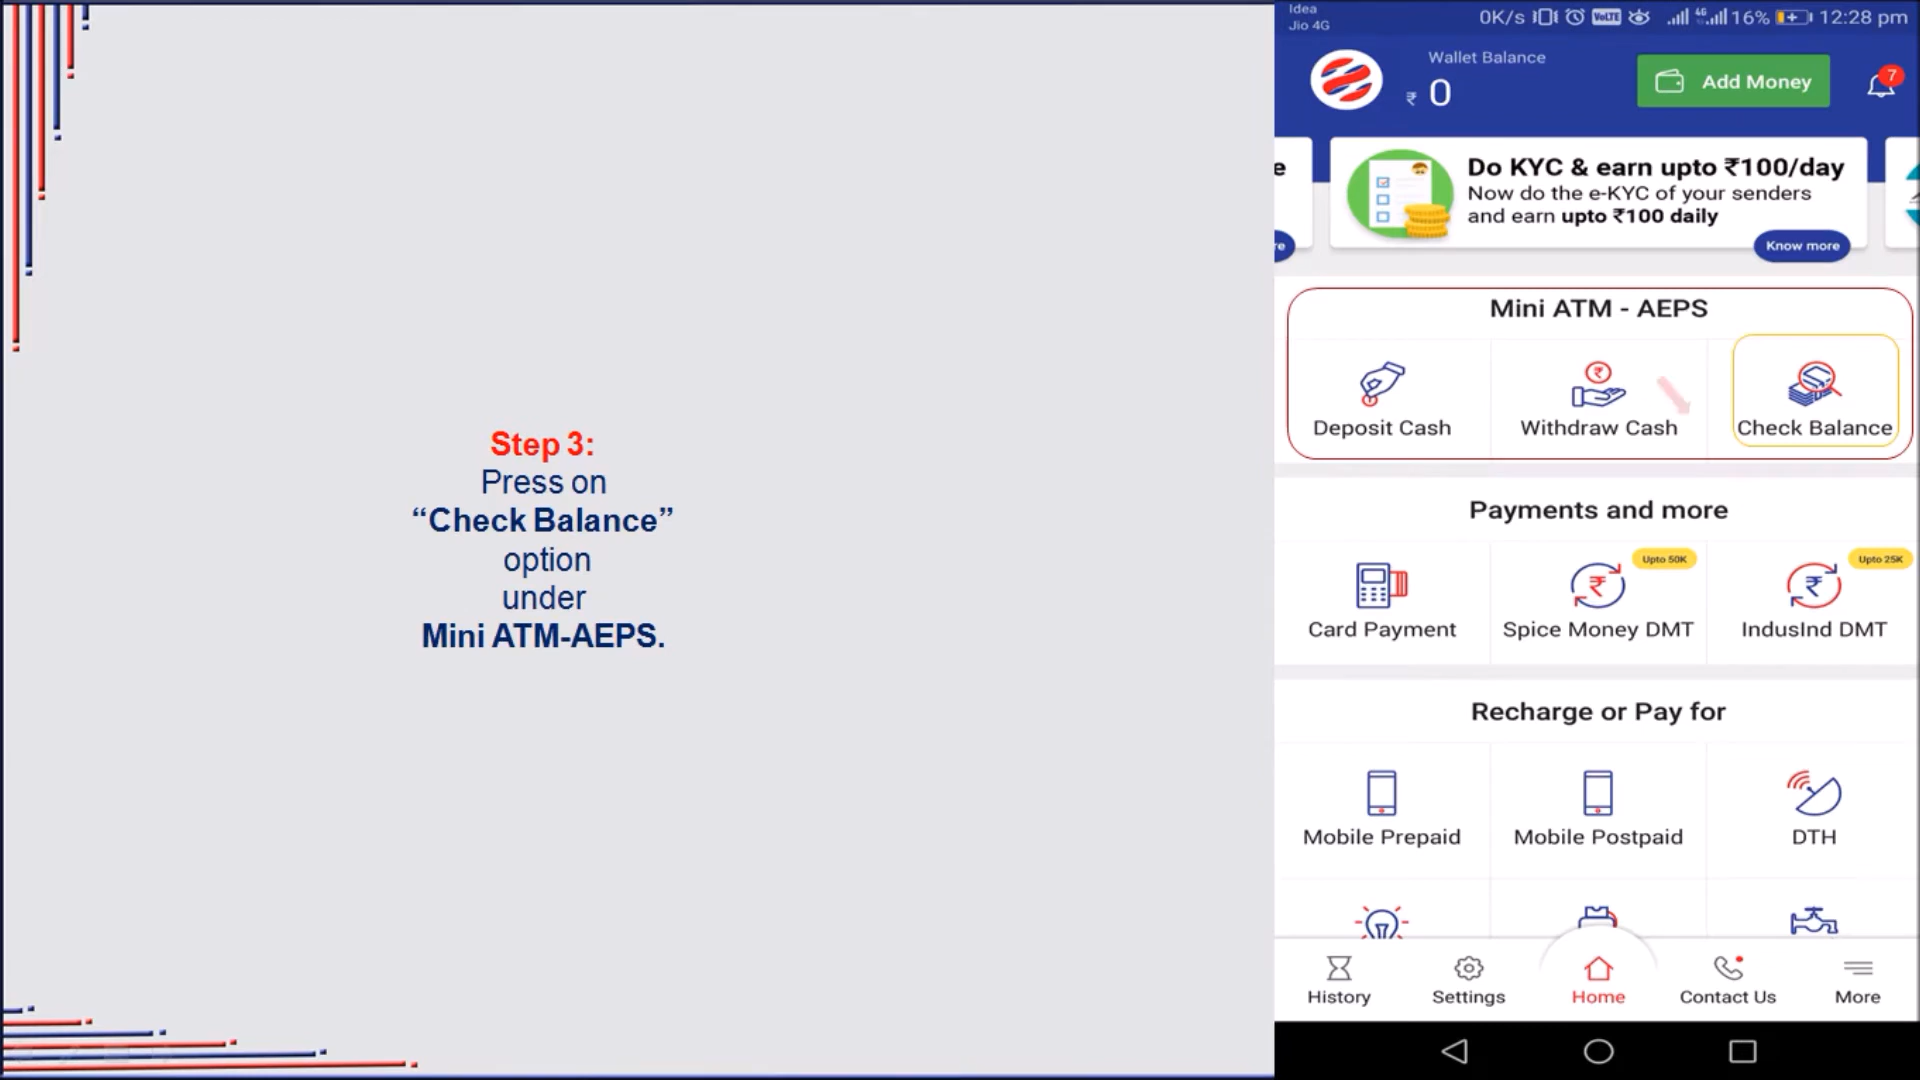 Step 3:
Press on
“Check Balance”
option
under
Mini ATM-AEPS.
Idea
Jio 4G
0K/s VoLTE 4G 16% 12:28 pm
Wallet Balance
₹ 0
Add Money
7
e
Do KYC & earn upto ₹100/day
Now do the e-KYC of your senders
and earn upto ₹100 daily
re
Know more
Mini ATM - AEPS
Deposit Cash
Withdraw Cash
Check Balance
Payments and more
Upto 50K
Upto 25K
Card Payment
Spice Money DMT
IndusInd DMT
Recharge or Pay for
Mobile Prepaid
Mobile Postpaid
DTH
History
Settings
Home
Contact Us
More